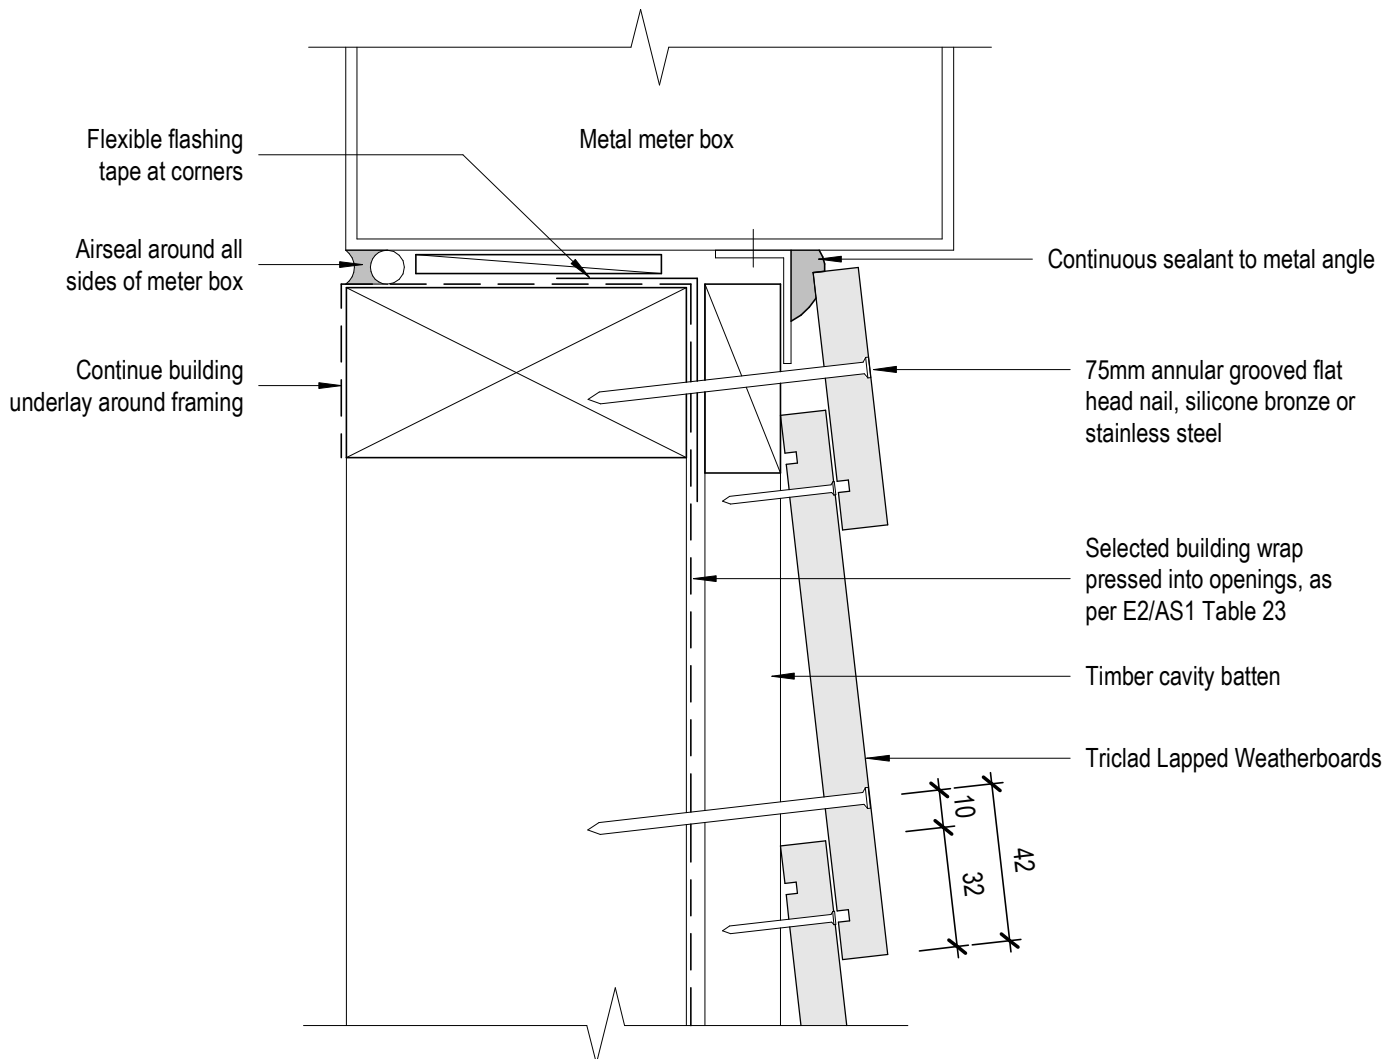 Metal meter box
Flexible flashing
tape at corners
Airseal around all
sides of meter box
Continue building
underlay around framing
Continuous sealant to metal angle
75mm annular grooved flat
head nail, silicone bronze or
stainless steel
Selected building wrap
pressed into openings, as
per E2/AS1 Table 23
Timber cavity batten
Triclad Lapped Weatherboards
10
42
32